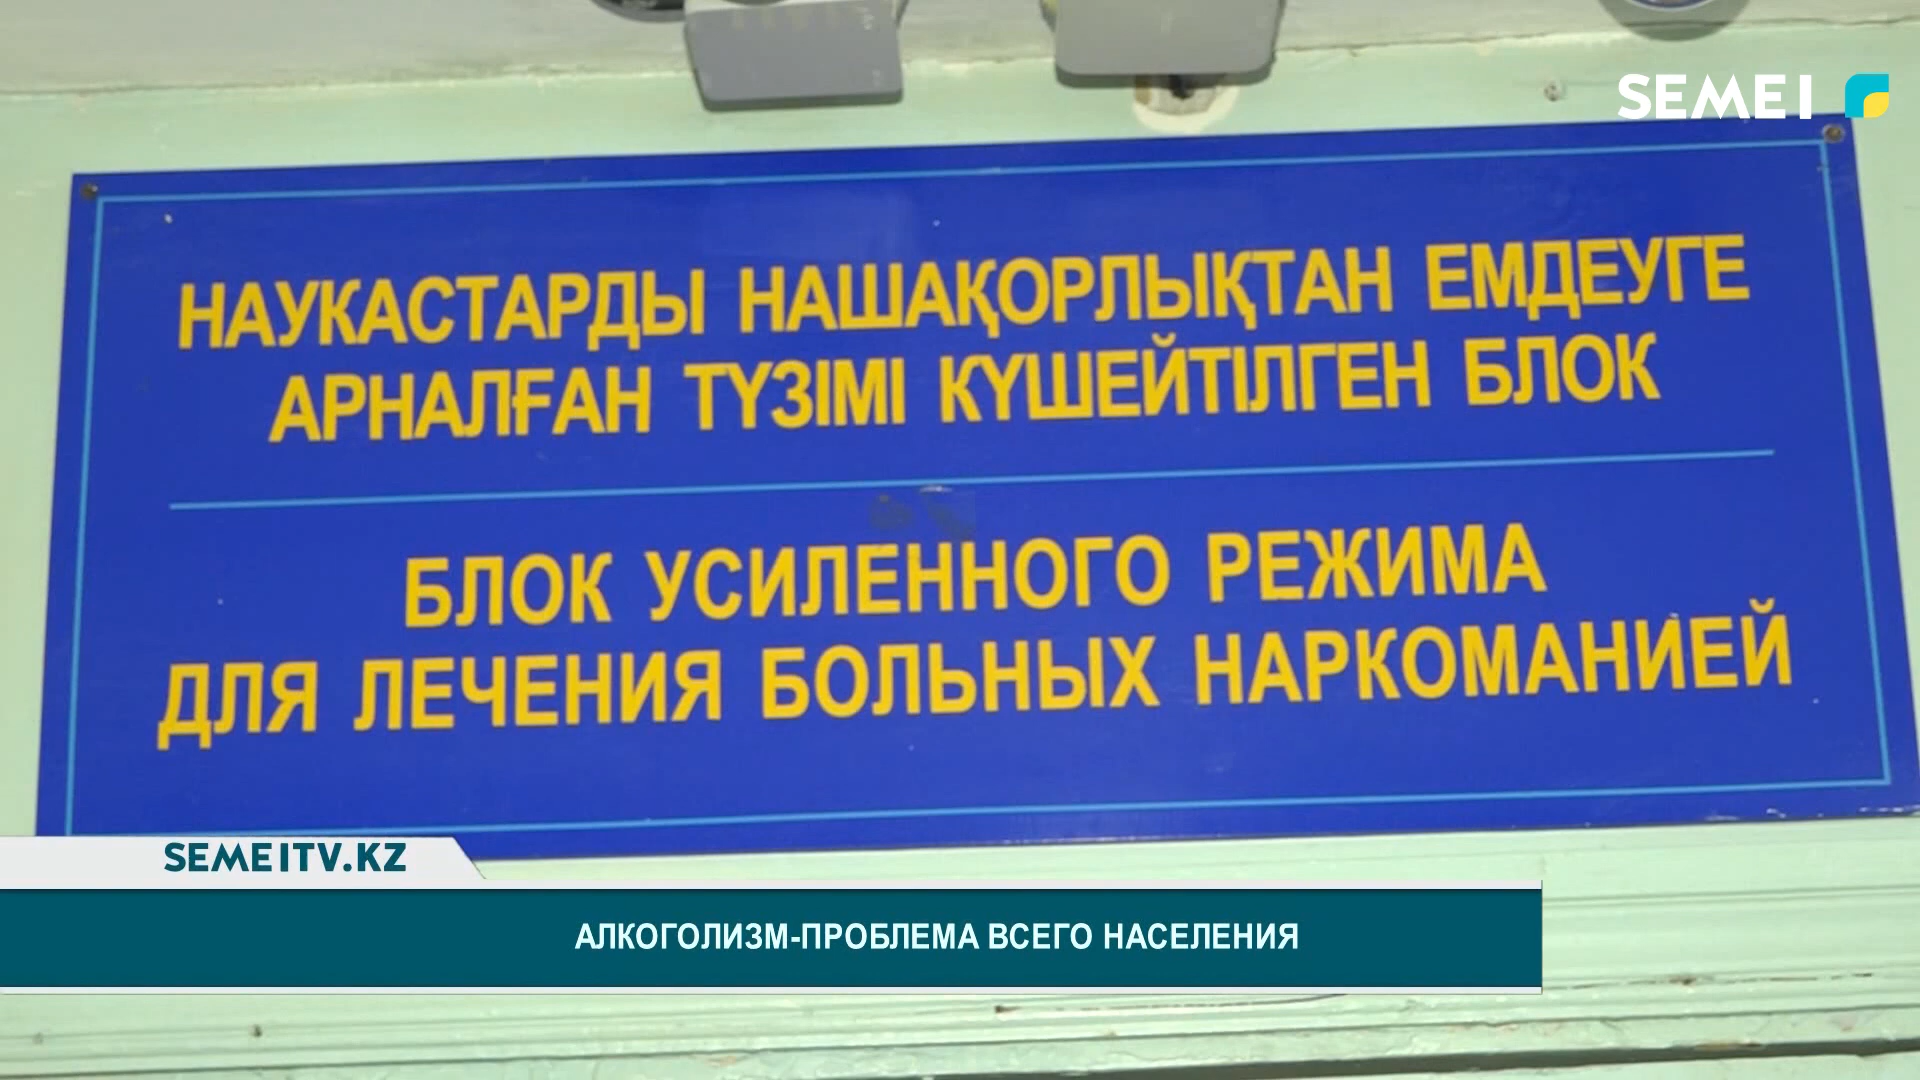 SEMEI
НАУКАСТАРДЫ НАШАҚОРЛЫҚТАН ЕМДЕУГЕ
АРНАЛҒАН ТҮЗІМІ КҮШЕЙТІЛГЕН БЛОК
БЛОК УСИЛЕННОГО РЕЖИМА
ДЛЯ ЛЕЧЕНИЯ БОЛЬНЫХ НАРКОМАНИЕЙ
SEMEITV.KZ
АЛКОГОЛИЗМ-ПРОБЛЕМА ВСЕГО НАСЕЛЕНИЯ